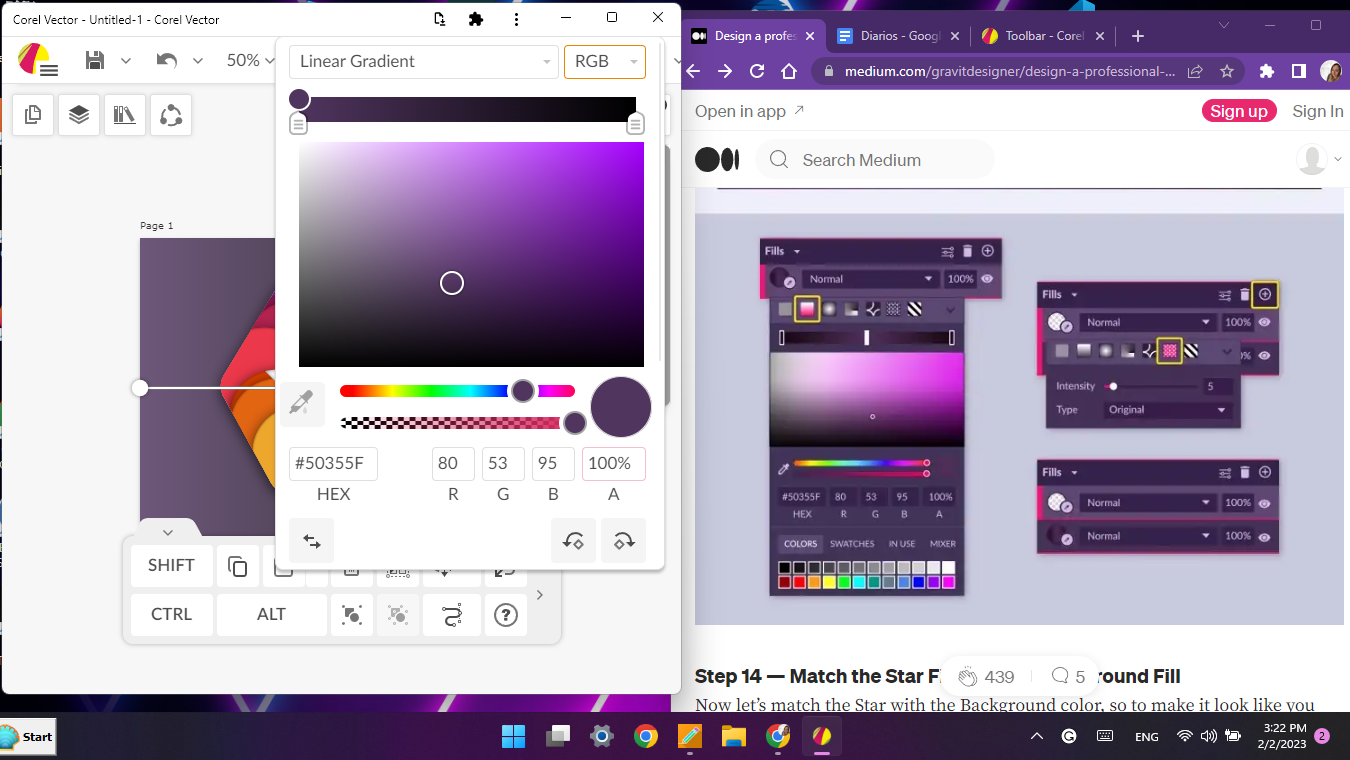 Corel Vector - Untitled-1 - Corel Vector
50%
Linear Gradient
RGB
Page 1
#50355F
80
53
95
100%
HEX
R
G
B
A
SHIFT
CTRL
ALT
Design a profes
Diarios - Googl
Toolbar - Corel
medium.com/gravitdesigner/design-a-professional-...
Open in app
Sign up
Sign In
Search Medium
Fills
Normal
100%
#50355F
80
53
95
100%
HEX
R
G
B
A
COLORS
SWATCHES
IN USE
MIXER
Fills
Normal
100%
Intensity
5
Type
Original
Fills
Normal
100%
Normal
100%
439
5
Step 14 — Match the Star Fi
round Fill
Now let's match the Star with the Background color, so to make it look like you
Start
ENG
3:22 PM
2/2/2023
2